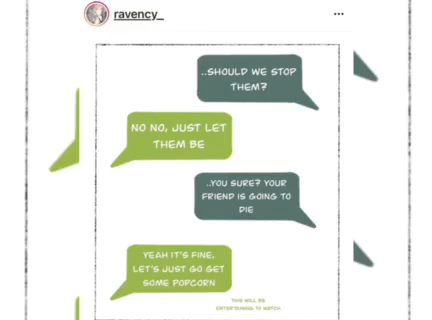 ravency_
..SHOULD WE STOP
THEM?
NO NO, JUST LET
THEM BE
..YOU SURE? YOUR
FRIEND IS GOING TO
DIE
YEAH IT'S FINE,
LET'S JUST GO GET
SOME POPCORN
THIS WILL BE
ENTERTAINING TO WATCH